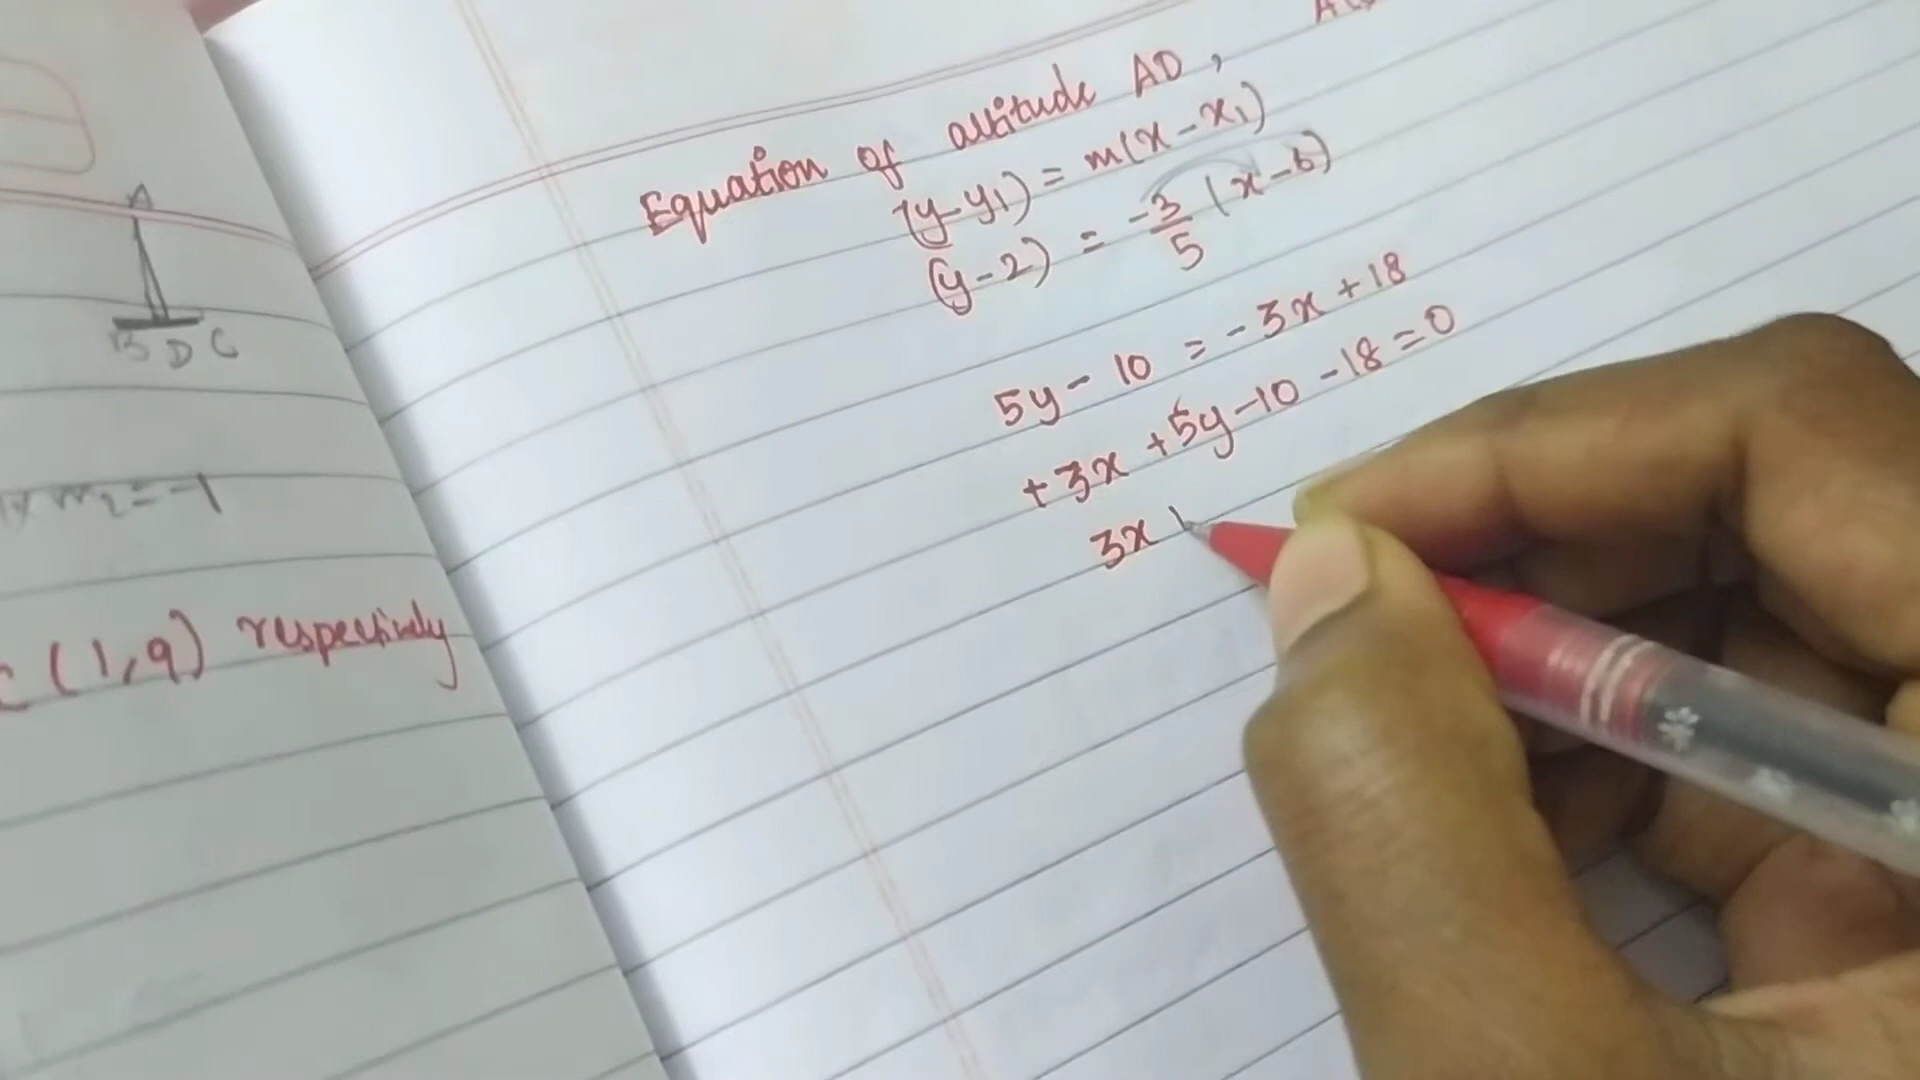 A
B D C
m2 = -1
(1,9) respectively
Equation of altitude AD,
(y-y1) = m(x-x1)
(y-2) = -3/5 (x-6)
5y - 10 = -3x + 18
+3x + 5y - 10 - 18 = 0
3x